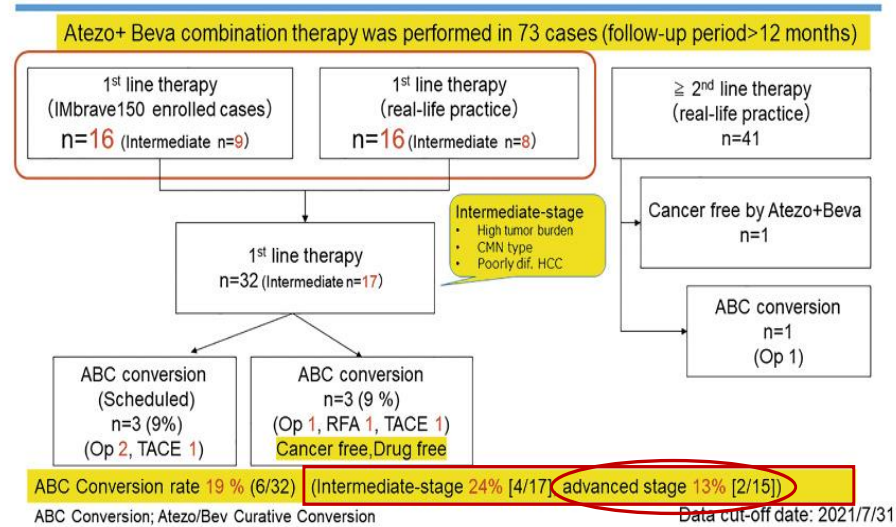 Atezo+ Beva combination therapy was performed in 73 cases (follow-up period>12 months)
1st line therapy
(IMbrave150 enrolled cases)
n=16 (Intermediate n=9)
1st line therapy
(real-life practice)
n=16 (Intermediate n=8)
≧ 2nd line therapy
(real-life practice)
n=41
Cancer free by Atezo+Beva
n=1
Intermediate-stage
• High tumor burden
• CMN type
• Poorly dif. HCC
1st line therapy
n=32 (Intermediate n=17)
ABC conversion
n=1
(Op 1)
ABC conversion
(Scheduled)
n=3 (9%)
(Op 2, TACE 1)
ABC conversion
n=3 (9 %)
(Op 1, RFA 1, TACE 1)
Cancer free,Drug free
ABC Conversion rate 19 % (6/32) (Intermediate-stage 24% [4/17] advanced stage 13% [2/15])
ABC Conversion; Atezo/Bev Curative Conversion
Data cut-off date: 2021/7/31